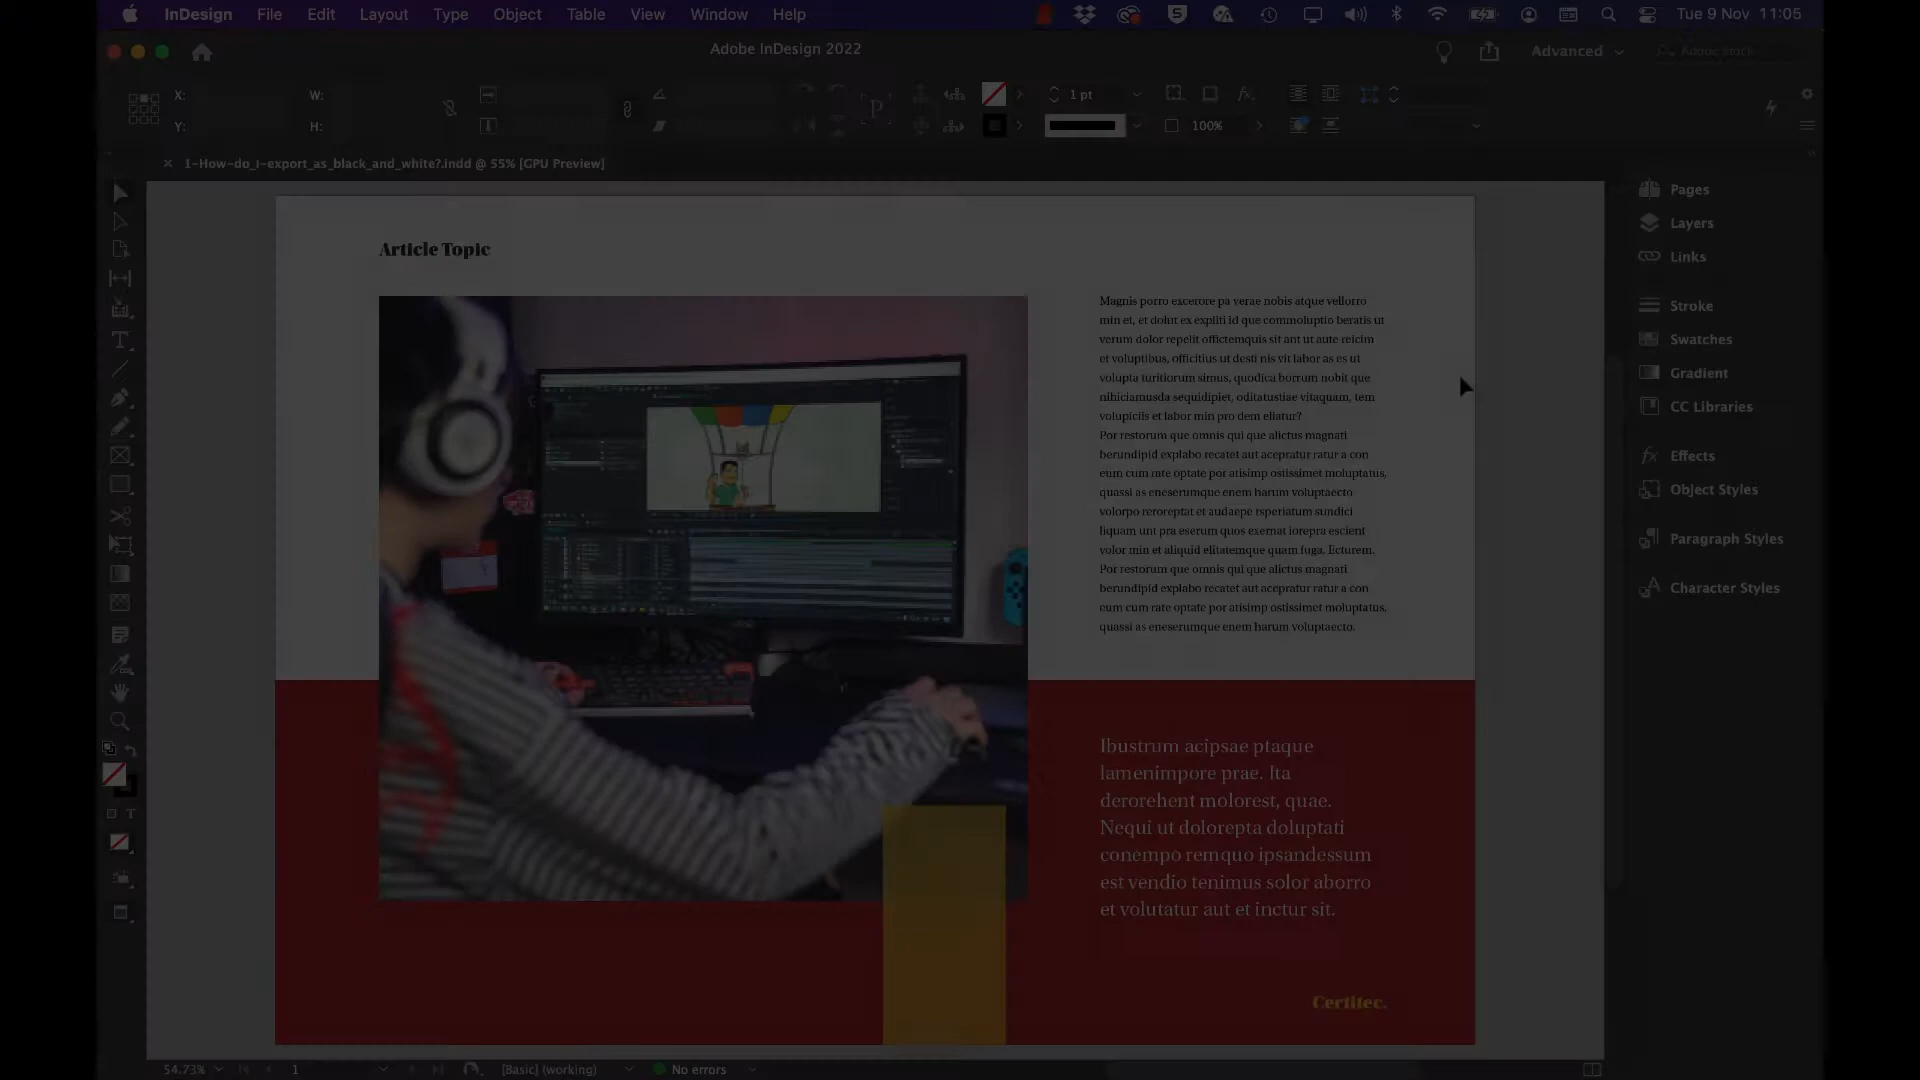 InDesign File Edit Layout Type Object Table View Window Help Tue 9 Nov 11:05
Adobe InDesign 2022
Advanced
Adobe Stock
X: W: 1 pt
Y: H: 100%
1-How-do_i-export_as_black_and_white?.indd @ 55% [GPU Preview]
Pages
Layers
Links
Stroke
Swatches
Gradient
CC Libraries
Effects
Object Styles
Paragraph Styles
Character Styles
Article Topic
Magnis porro excerore pa verae nobis atque vellorro
min et, et dolut ex expliti id que commoluptio beratis ut
verum dolor repelit offictemquis sit ant ut aute reicim
et voluptibus, officitius ut desti nis vit labor as es ut
volupta turitiorum simus, quodica borrum nobit que
nihiciamusda sequidipiet, oditatustiae vitaquam, tem
volupiciis et labor min pro dem eliatur?
Por restorum que omnis qui que alictus magnati
berundipid explabo recatet aut acepratur ratur a con
eum cum rate optate por atisimp ostissimet moluptatus,
quassi as eneserumque enem harum voluptaecto
volorpo reroreptat et audaepe rsperiatum sundici
liquam unt pra eserum quos exernat iorepra escient
volor min et aliquid elitatemque quam fuga. Ecturem.
Por restorum que omnis qui que alictus magnati
berundipid explabo recatet aut acepratur ratur a con
eum cum rate optate por atisimp ostissimet moluptatus,
quassi as eneserumque enem harum voluptaecto.
Ibustrum acipsae ptaque
lamenimpore prae. Ita
derorehent molorest, quae.
Nequi ut dolorepta doluptati
conempo remquo ipsandessum
est vendio tenimus solor aborro
et volutatur aut et inctur sit.
Certitec.
54.73% 1 [Basic] (working) No errors